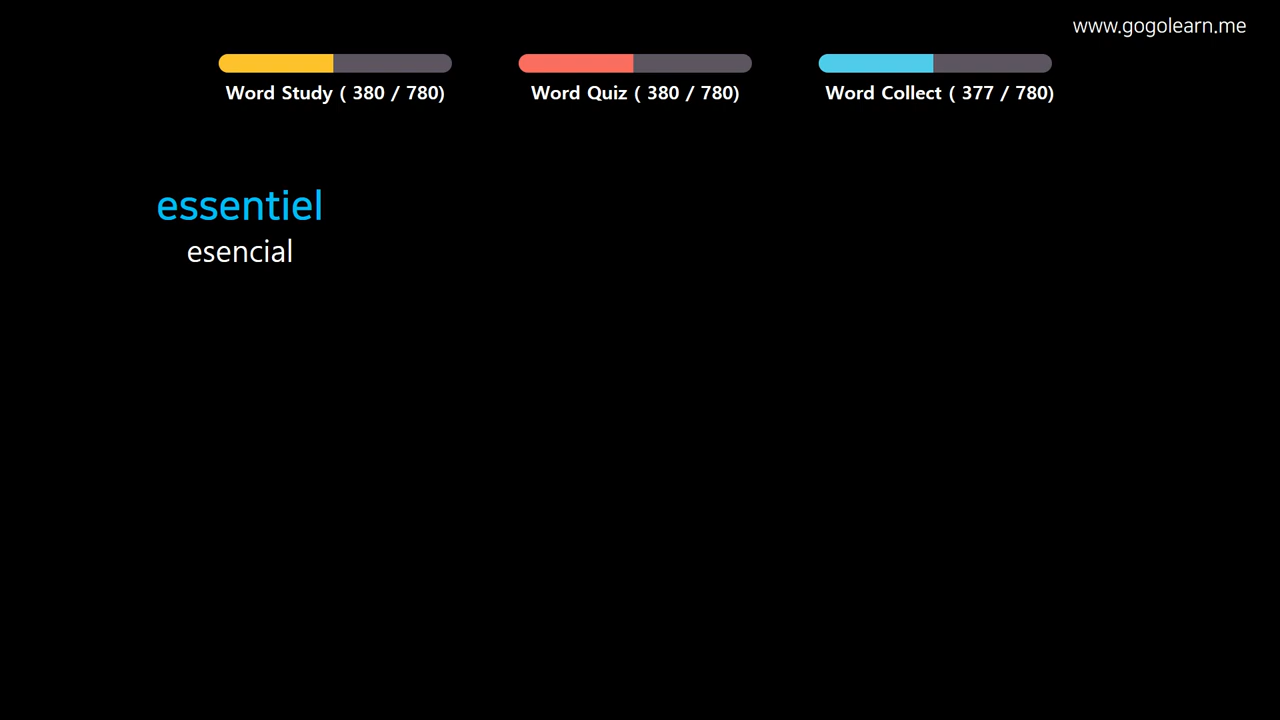 www.gogolearn.me
Word Study ( 380 / 780)
Word Quiz ( 380 / 780)
Word Collect ( 377 / 780)
essentiel
esencial